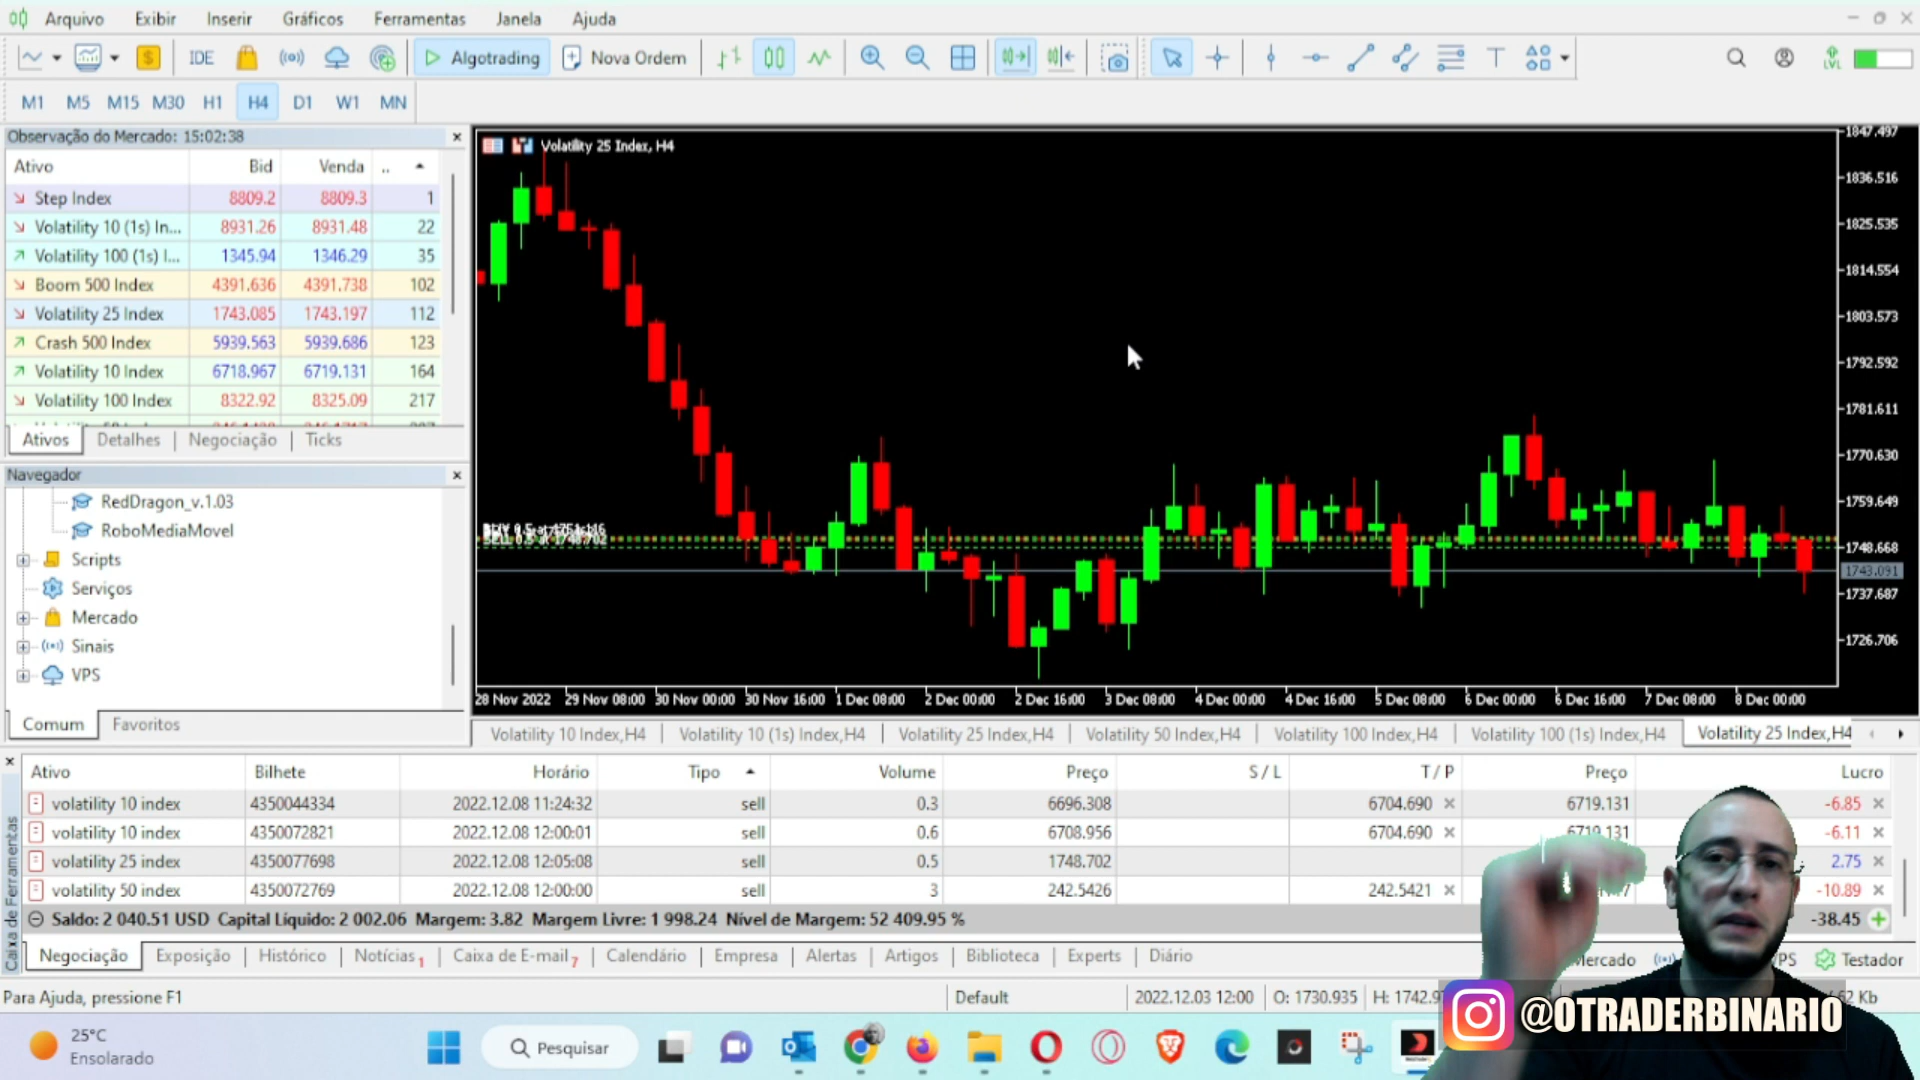 Arquivo Exibir Inserir Gráficos Ferramentas Janela Ajuda
IDE Algotrading Nova Ordem
M1 M5 M15 M30 H1 H4 D1 W1 MN
Observação do Mercado: 15:02:38
Ativo Bid Venda ..
Step Index 8809.2 8809.3 1
Volatility 10 (1s) In... 8931.26 8931.48 22
Volatility 100 (1s) I... 1345.94 1346.29 35
Boom 500 Index 4391.636 4391.738 102
Volatility 25 Index 1743.085 1743.197 112
Crash 500 Index 5939.563 5939.686 123
Volatility 10 Index 6718.967 6719.131 164
Volatility 100 Index 8322.92 8325.09 217
Ativos Detalhes Negociação Ticks
Navegador
RedDragon_v.1.03
RoboMediaMovel
Scripts
Serviços
Mercado
Sinais
VPS
Comum Favoritos
Volatility 25 Index, H4
1847.497
1836.516
1825.535
1814.554
1803.573
1792.592
1781.611
1770.630
1759.649
1748.668
1743.091
1737.687
1726.706
SELL 0.5 at 1748.702
28 Nov 2022 29 Nov 08:00 30 Nov 00:00 30 Nov 16:00 1 Dec 08:00 2 Dec 00:00 2 Dec 16:00 3 Dec 08:00 4 Dec 00:00 4 Dec 16:00 5 Dec 08:00 6 Dec 00:00 6 Dec 16:00 7 Dec 08:00 8 Dec 00:00
Volatility 10 Index,H4 Volatility 10 (1s) Index,H4 Volatility 25 Index,H4 Volatility 50 Index,H4 Volatility 100 Index,H4 Volatility 100 (1s) Index,H4 Volatility 25 Index,H4
Caixa de Ferramentas
Ativo Bilhete Horário Tipo Volume Preço S / L T / P Preço Lucro
volatility 10 index 4350044334 2022.12.08 11:24:32 sell 0.3 6696.308 6704.690 6719.131 -6.85
volatility 10 index 4350072821 2022.12.08 12:00:01 sell 0.6 6708.956 6704.690 6719.131 -6.11
volatility 25 index 4350077698 2022.12.08 12:05:08 sell 0.5 1748.702 2.75
volatility 50 index 4350072769 2022.12.08 12:00:00 sell 3 242.5426 242.5421 -10.89
Saldo: 2 040.51 USD Capital Líquido: 2 002.06 Margem: 3.82 Margem Livre: 1 998.24 Nível de Margem: 52 409.95 % -38.45
Negociação Exposição Histórico Notícias 1 Caixa de E-mail 7 Calendário Empresa Alertas Artigos Biblioteca Experts Diário Mercado VPS Testador
Para Ajuda, pressione F1 Default 2022.12.03 12:00 O: 1730.935 Kb
@OTRADERBINARIO
25°C
Ensolarado
Pesquisar